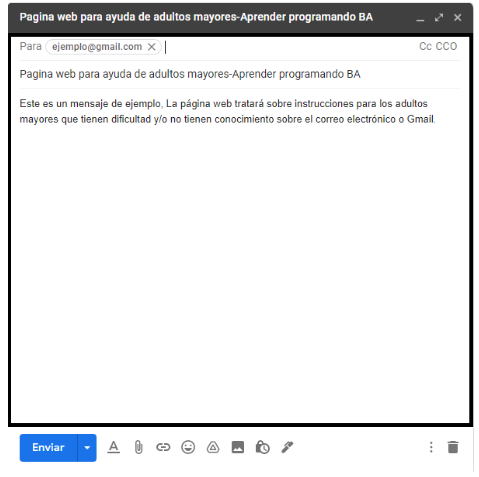 Pagina web para ayuda de adultos mayores-Aprender programando BA
Para ejemplo@gmail.com Cc CCO
Pagina web para ayuda de adultos mayores-Aprender programando BA
Este es un mensaje de ejemplo, La página web tratará sobre instrucciones para los adultos
mayores que tienen dificultad y/o no tienen conocimiento sobre el correo electrónico o Gmail.
Enviar